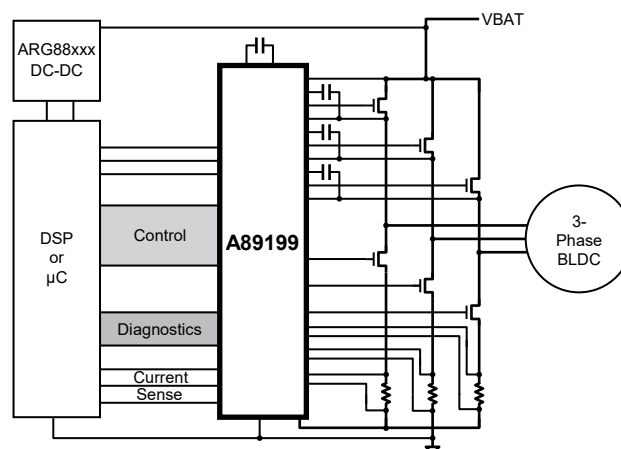 VBAT
ARG88xxx
DC-DC
DSP
or
µC
Control
Diagnostics
Current
Sense
A89199
3-
Phase
BLDC